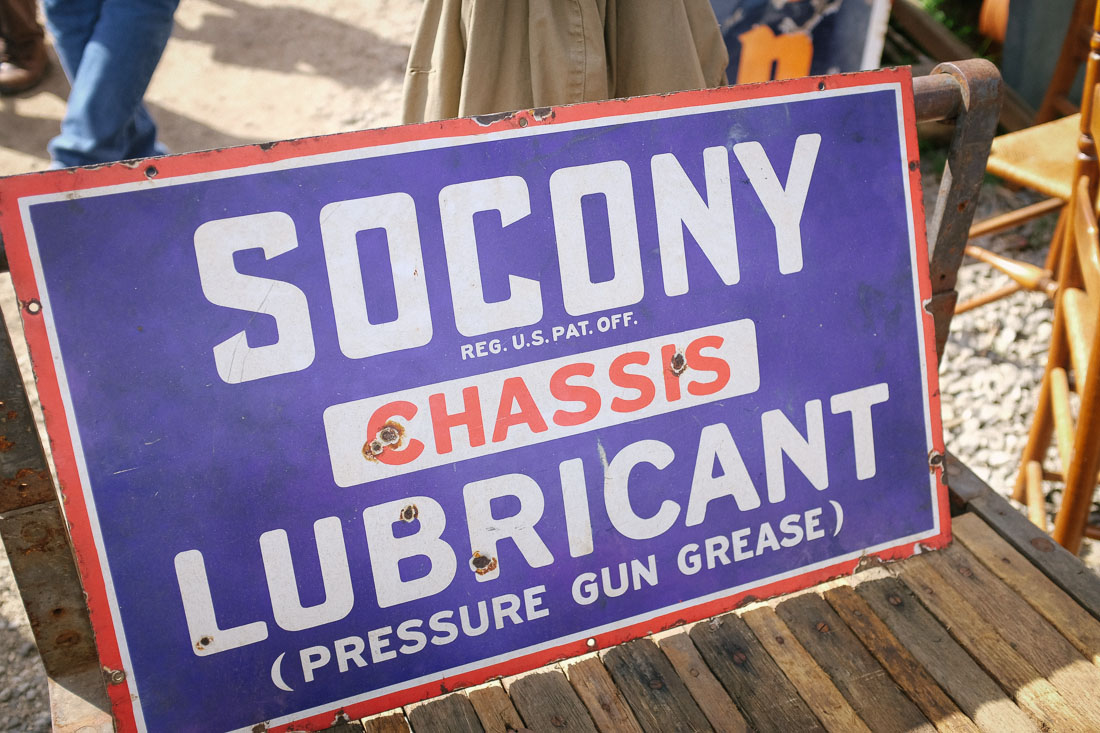 SOCONY
REG. U.S. PAT. OFF.
CHASSIS
LUBRICANT
(PRESSURE GUN GREASE)